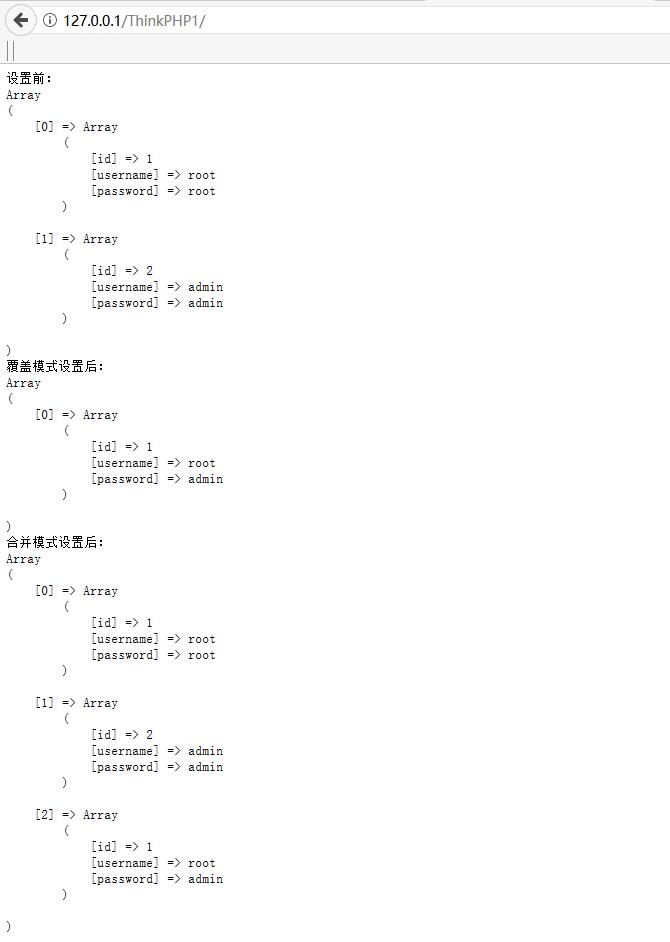 127.0.0.1/ThinkPHP1/
设置前:
Array
(
    [0] => Array
        (
            [id] => 1
            [username] => root
            [password] => root
        )

    [1] => Array
        (
            [id] => 2
            [username] => admin
            [password] => admin
        )

)
覆盖模式设置后:
Array
(
    [0] => Array
        (
            [id] => 1
            [username] => root
            [password] => admin
        )

)
合并模式设置后:
Array
(
    [0] => Array
        (
            [id] => 1
            [username] => root
            [password] => root
        )

    [1] => Array
        (
            [id] => 2
            [username] => admin
            [password] => admin
        )

    [2] => Array
        (
            [id] => 1
            [username] => root
            [password] => admin
        )

)